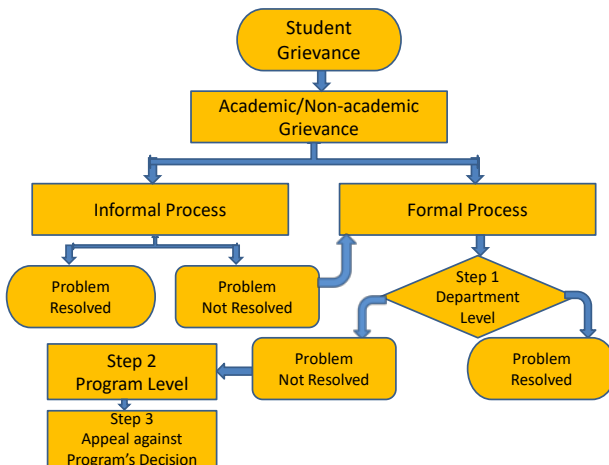 Student
Grievance
Academic/Non-academic
Grievance
Informal Process
Formal Process
Problem
Resolved
Problem
Not Resolved
Step 1
Department
Level
Step 2
Program Level
Problem
Not Resolved
Problem
Resolved
Step 3
Appeal against
Program's Decision